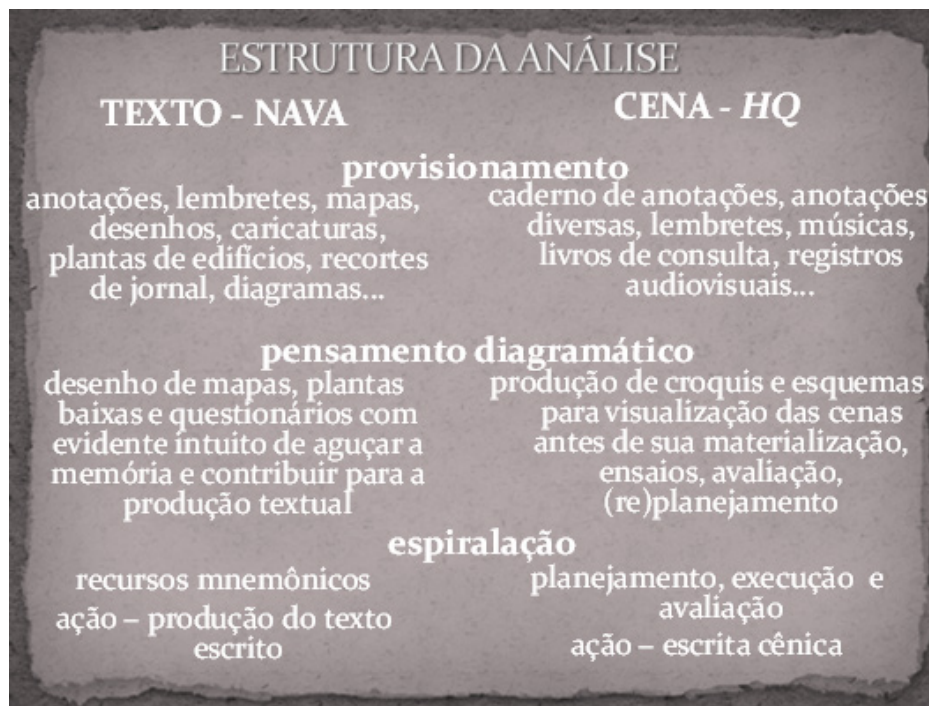 ESTRUTURA DA ANÁLISE
TEXTO - NAVA
CENA - HQ
provisionamento
anotações, lembretes, mapas,
desenhos, caricaturas,
plantas de edifícios, recortes
de jornal, diagramas...
caderno de anotações, anotações
diversas, lembretes, músicas,
livros de consulta, registros
audiovisuais...
pensamento diagramático
desenho de mapas, plantas
baixas e questionários com
evidente intuito de aguçar a
memória e contribuir para a
produção textual
produção de croquis e esquemas
para visualização das cenas
antes de sua materialização,
ensaios, avaliação,
(re)planejamento
espiralação
recursos mnemônicos
ação – produção do texto
escrito
planejamento, execução e
avaliação
ação – escrita cênica